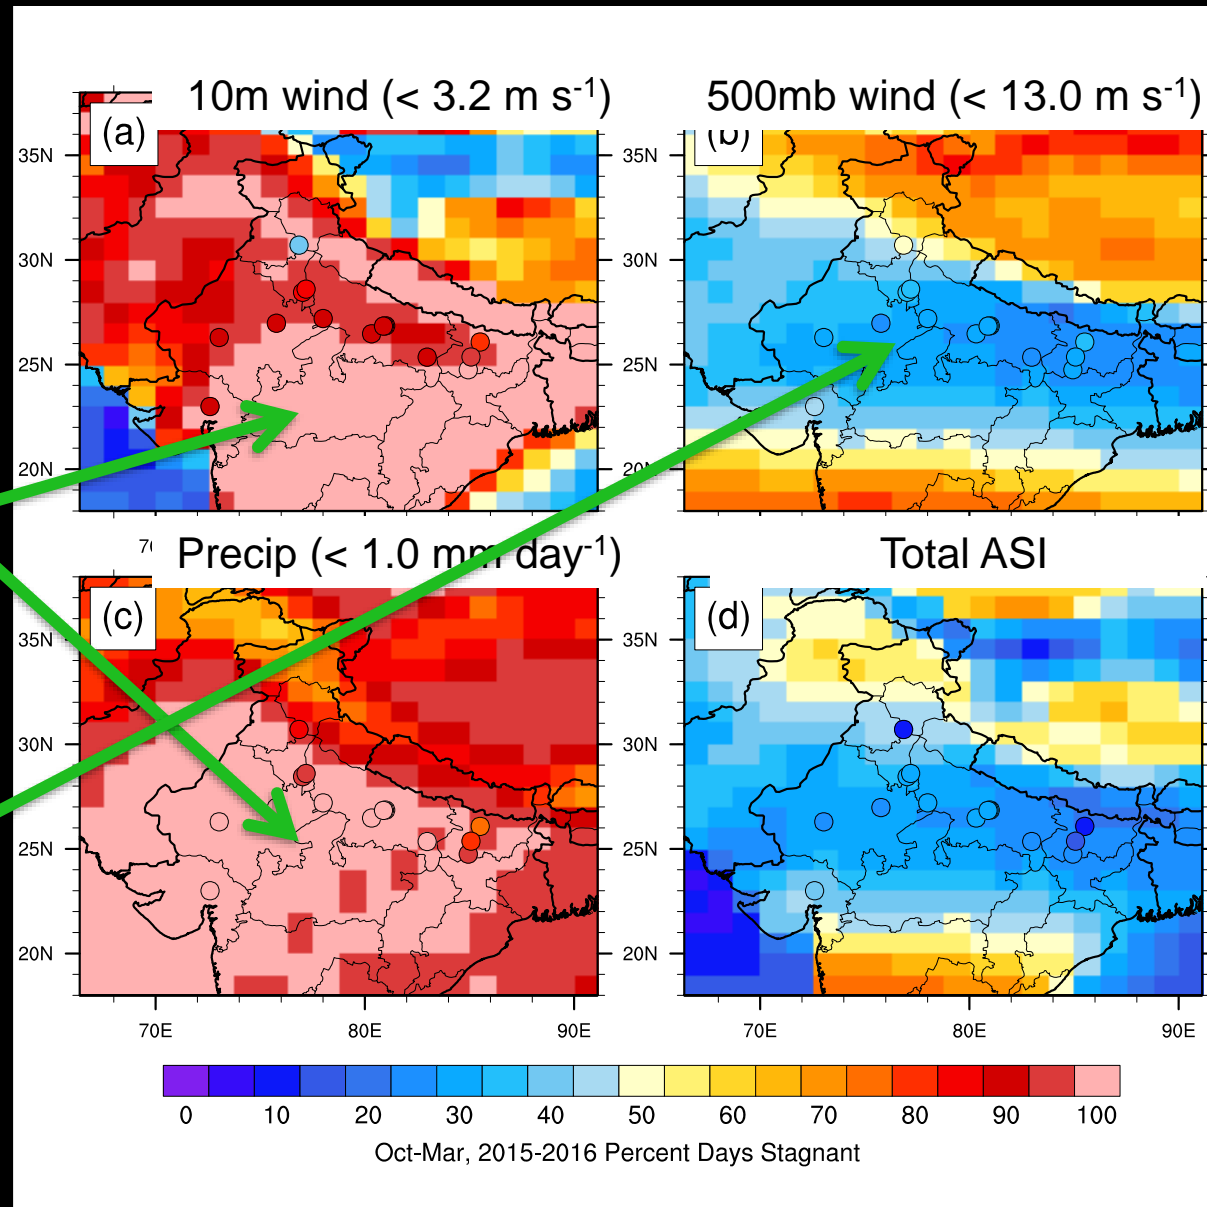 10m wind (< 3.2 m s-1)
500mb wind (< 13.0 m s-1)
(a)
(b)
35N
30N
25N
20N
35N
30N
25N
20N
Precip (< 1.0 mm day-1)
Total ASI
(c)
(d)
35N
30N
25N
20N
35N
30N
25N
20N
70E
80E
90E
70E
80E
90E
0 10 20 30 40 50 60 70 80 90 100
Oct-Mar, 2015-2016 Percent Days Stagnant